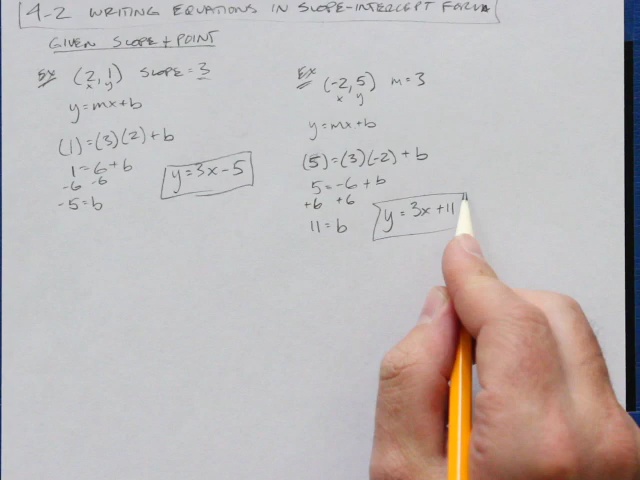 4-2 WRITING EQUATIONS IN SLOPE-INTERCEPT FORM
GIVEN SLOPE + POINT
EX (2, 1) SLOPE = 3
x y
y = mx + b
(1) = (3)(2) + b
1 = 6 + b
-6 -6
-5 = b
y = 3x - 5
EX (-2, 5) m = 3
x y
y = mx + b
(5) = (3)(-2) + b
5 = -6 + b
+6 +6
11 = b
y = 3x + 11